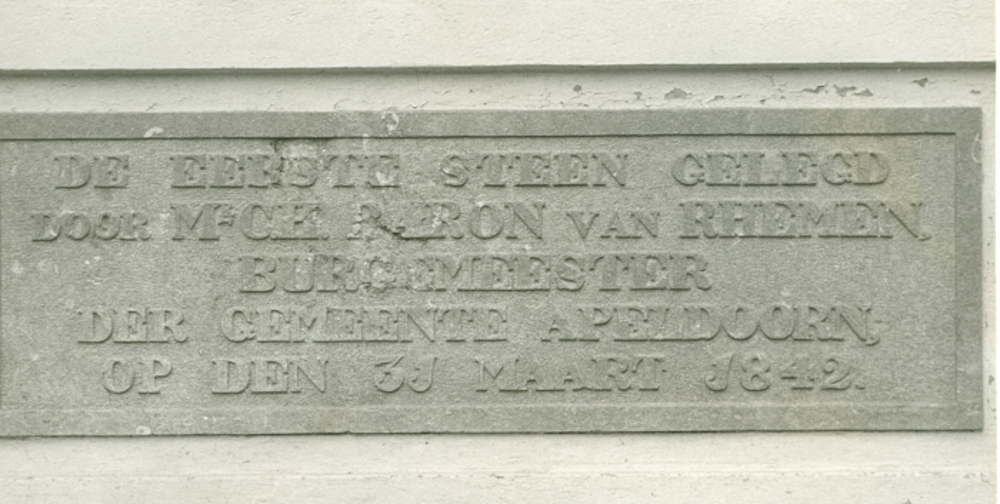 DE EERSTE STEEN GELEGD
DOOR Mr C.H. BARON VAN RHEMEN,
BURGEMEESTER
DER GEMEENTE APELDOORN,
OP DEN 31 MAART 1842.